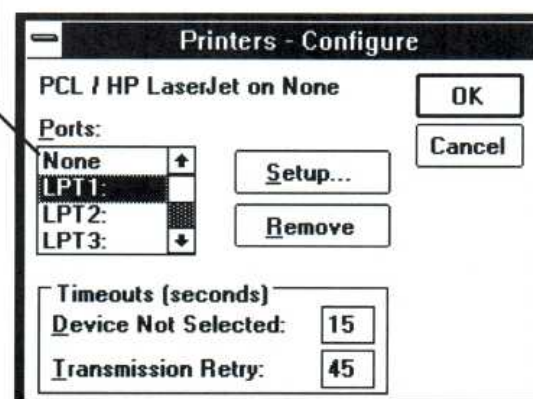 Printers - Configure
PCL / HP LaserJet on None
OK
Cancel
Ports:
None
LPT1:
LPT2:
LPT3:
Setup...
Remove
Timeouts (seconds)
Device Not Selected: 15
Transmission Retry: 45